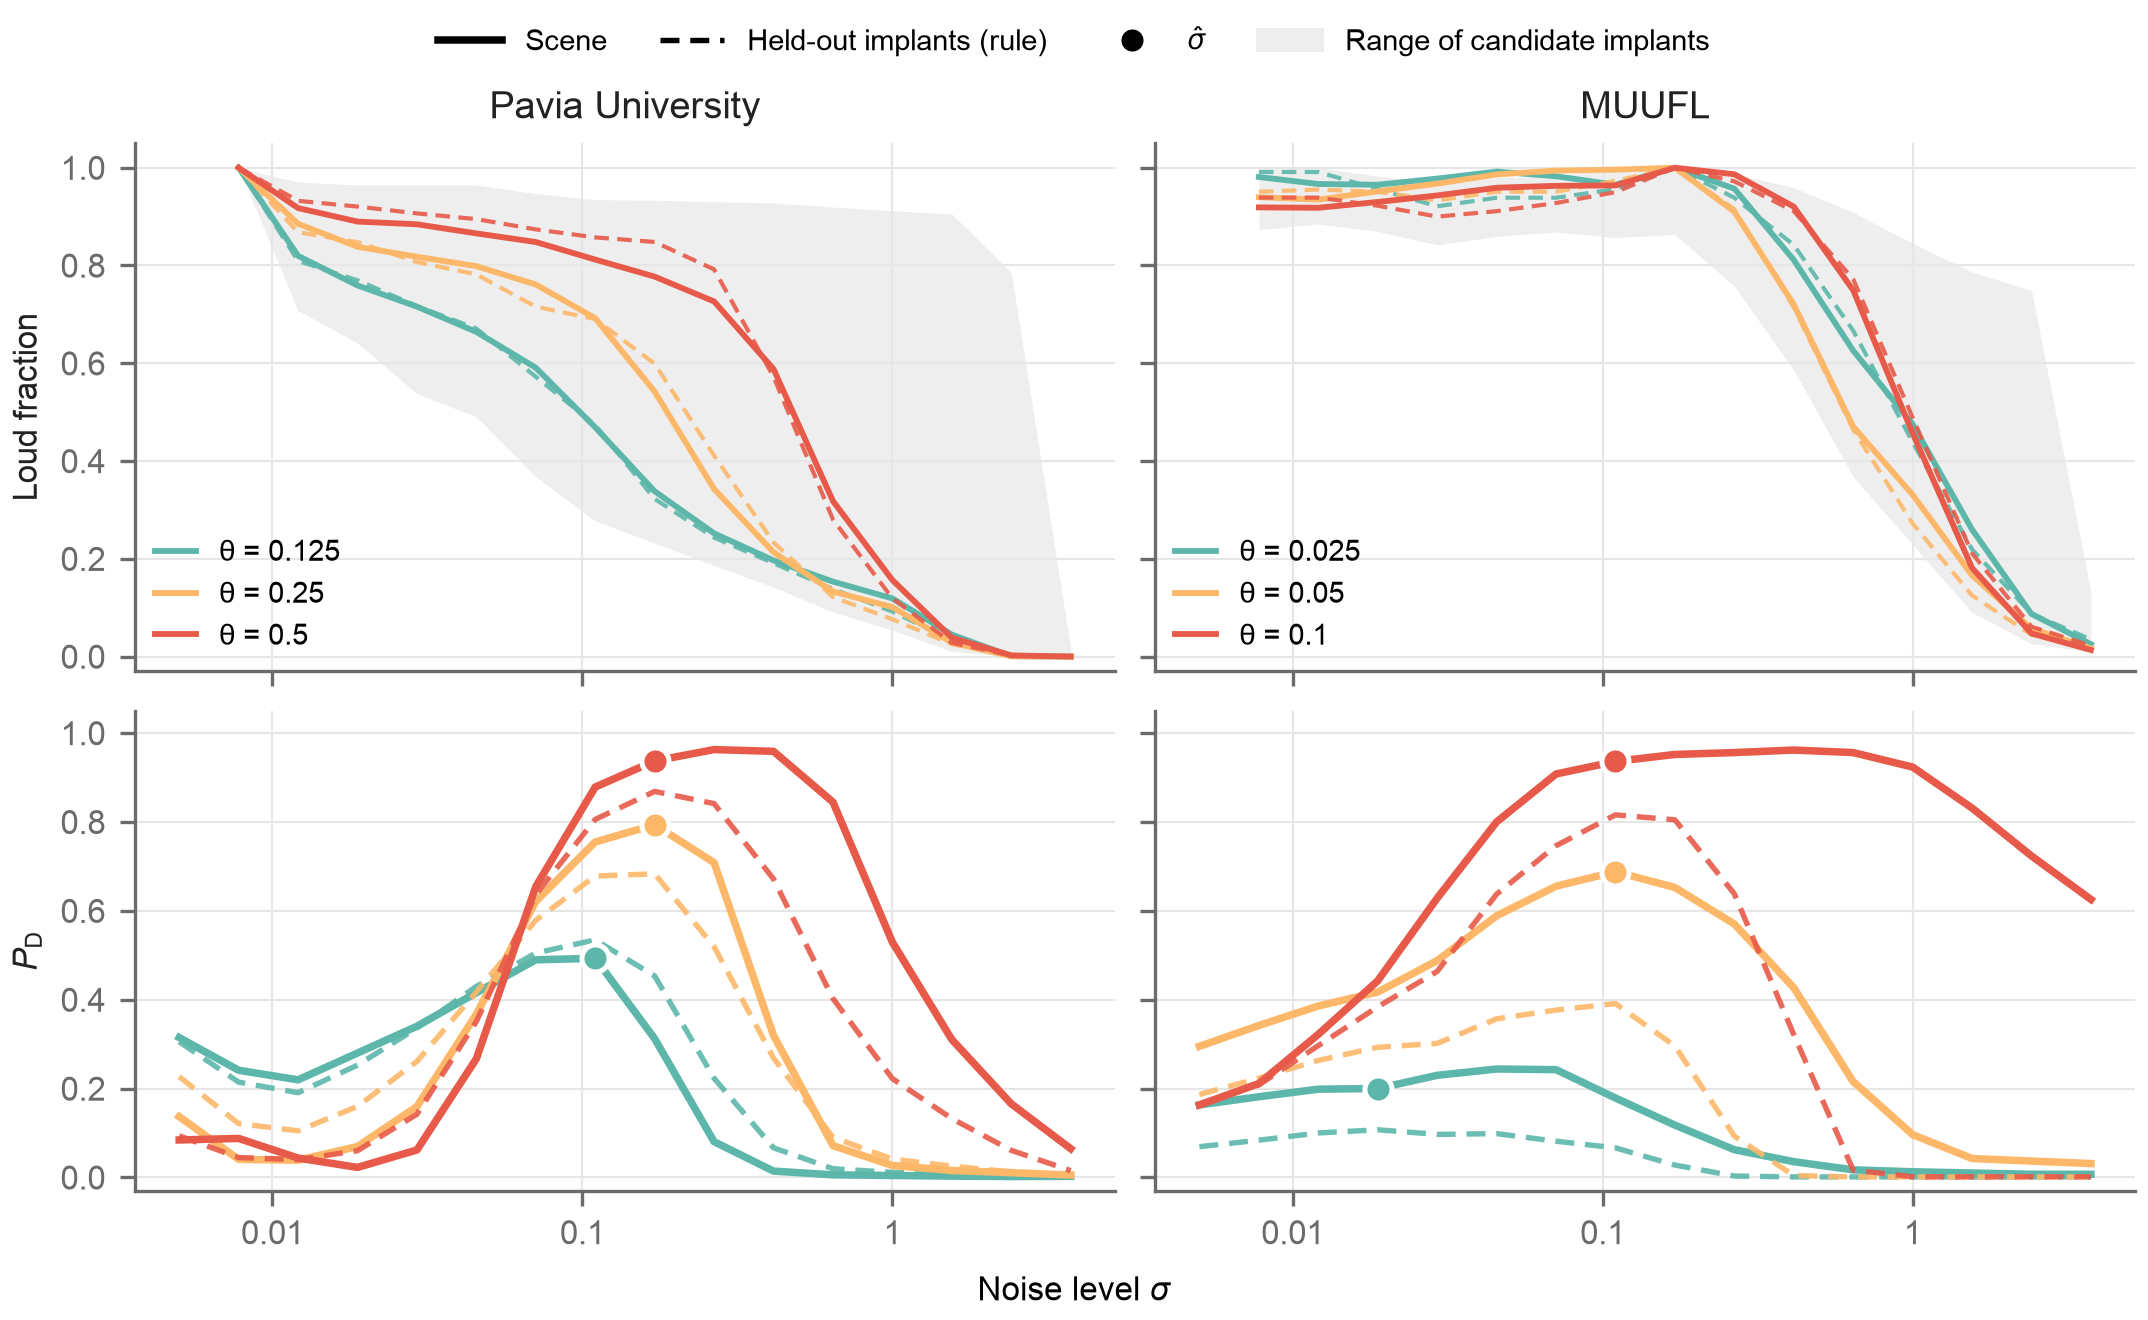 Scene Held-out implants (rule) σ̂ Range of candidate implants
Pavia University MUUFL
Loud fraction
1.0
0.8
0.6
0.4
0.2
0.0
θ = 0.125
θ = 0.25
θ = 0.5
θ = 0.025
θ = 0.05
θ = 0.1
P_D
1.0
0.8
0.6
0.4
0.2
0.0
0.01 0.1 1 0.01 0.1 1
Noise level σ